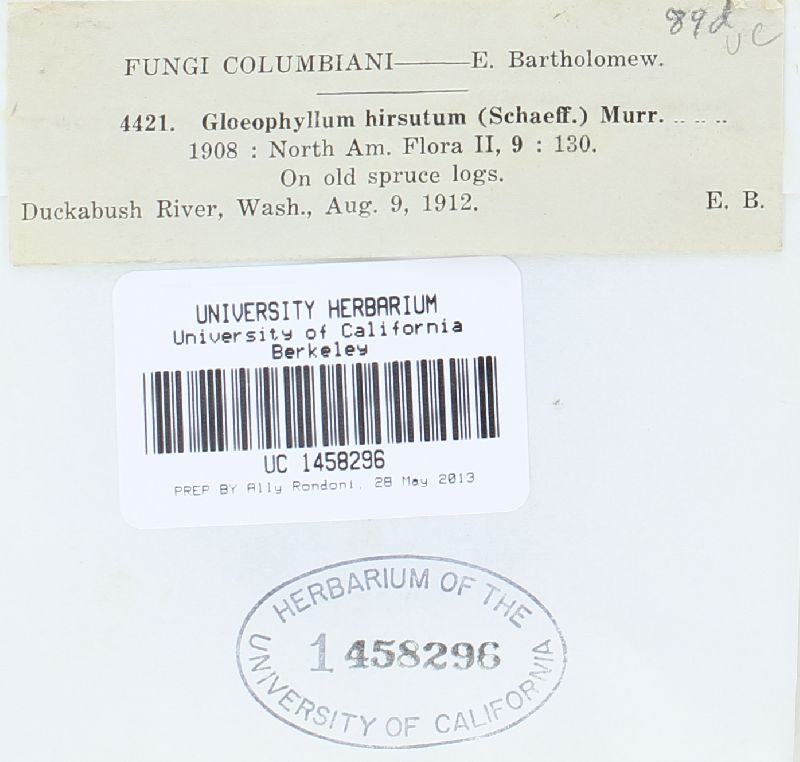 89d
UC
FUNGI COLUMBIANI——E. Bartholomew.
4421. Gloeophyllum hirsutum (Schaeff.) Murr. .. .. ..
1908 : North Am. Flora II, 9 : 130.
On old spruce logs.
Duckabush River, Wash., Aug. 9, 1912. E. B.
UNIVERSITY HERBARIUM
University of California
Berkeley
UC 1458296
PREP BY Ally Rondoni, 28 May 2013
HERBARIUM OF THE
1 458296
UNIVERSITY OF CALIFORNIA